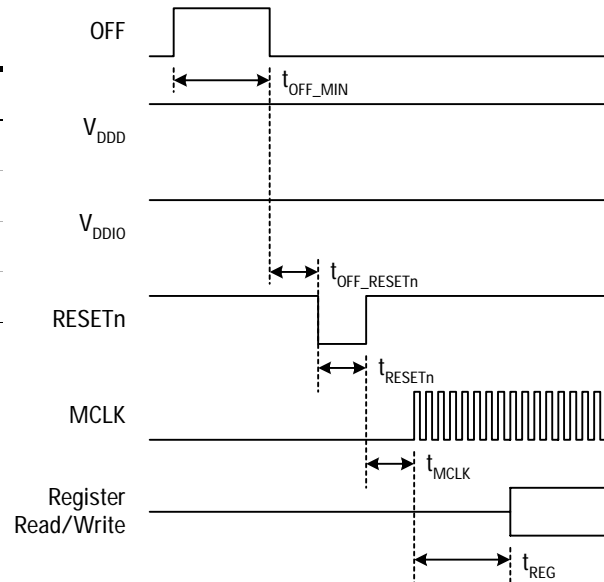 OFF
tOFF_MIN
VDDD
VDDIO
tOFF_RESETn
RESETn
tRESETn
MCLK
tMCLK
Register
Read/Write
tREG